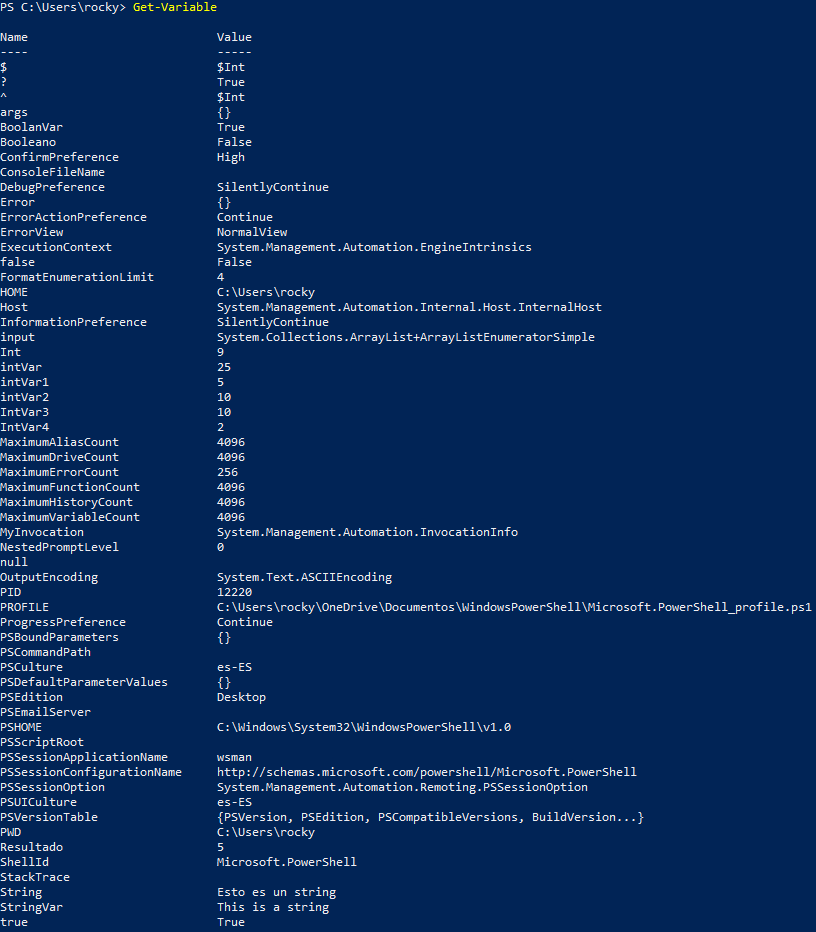 PS C:\Users\rocky> Get-Variable
Name Value
---- -----
$ $Int
? True
^ $Int
args {}
BoolanVar True
Booleano False
ConfirmPreference High
ConsoleFileName
DebugPreference SilentlyContinue
Error {}
ErrorActionPreference Continue
ErrorView NormalView
ExecutionContext System.Management.Automation.EngineIntrinsics
false False
FormatEnumerationLimit 4
HOME C:\Users\rocky
Host System.Management.Automation.Internal.Host.InternalHost
InformationPreference SilentlyContinue
input System.Collections.ArrayList+ArrayListEnumeratorSimple
Int 9
intVar 25
intVar1 5
intVar2 10
IntVar3 10
IntVar4 2
MaximumAliasCount 4096
MaximumDriveCount 4096
MaximumErrorCount 256
MaximumFunctionCount 4096
MaximumHistoryCount 4096
MaximumVariableCount 4096
MyInvocation System.Management.Automation.InvocationInfo
NestedPromptLevel 0
null
OutputEncoding System.Text.ASCIIEncoding
PID 12220
PROFILE C:\Users\rocky\OneDrive\Documentos\WindowsPowerShell\Microsoft.PowerShell_profile.ps1
ProgressPreference Continue
PSBoundParameters {}
PSCommandPath
PSCulture es-ES
PSDefaultParameterValues {}
PSEdition Desktop
PSEmailServer
PSHOME C:\Windows\System32\WindowsPowerShell\v1.0
PSScriptRoot
PSSessionApplicationName wsman
PSSessionConfigurationName http://schemas.microsoft.com/powershell/Microsoft.PowerShell
PSSessionOption System.Management.Automation.Remoting.PSSessionOption
PSUICulture es-ES
PSVersionTable {PSVersion, PSEdition, PSCompatibleVersions, BuildVersion...}
PWD C:\Users\rocky
Resultado 5
ShellId Microsoft.PowerShell
StackTrace
String Esto es un string
StringVar This is a string
true True